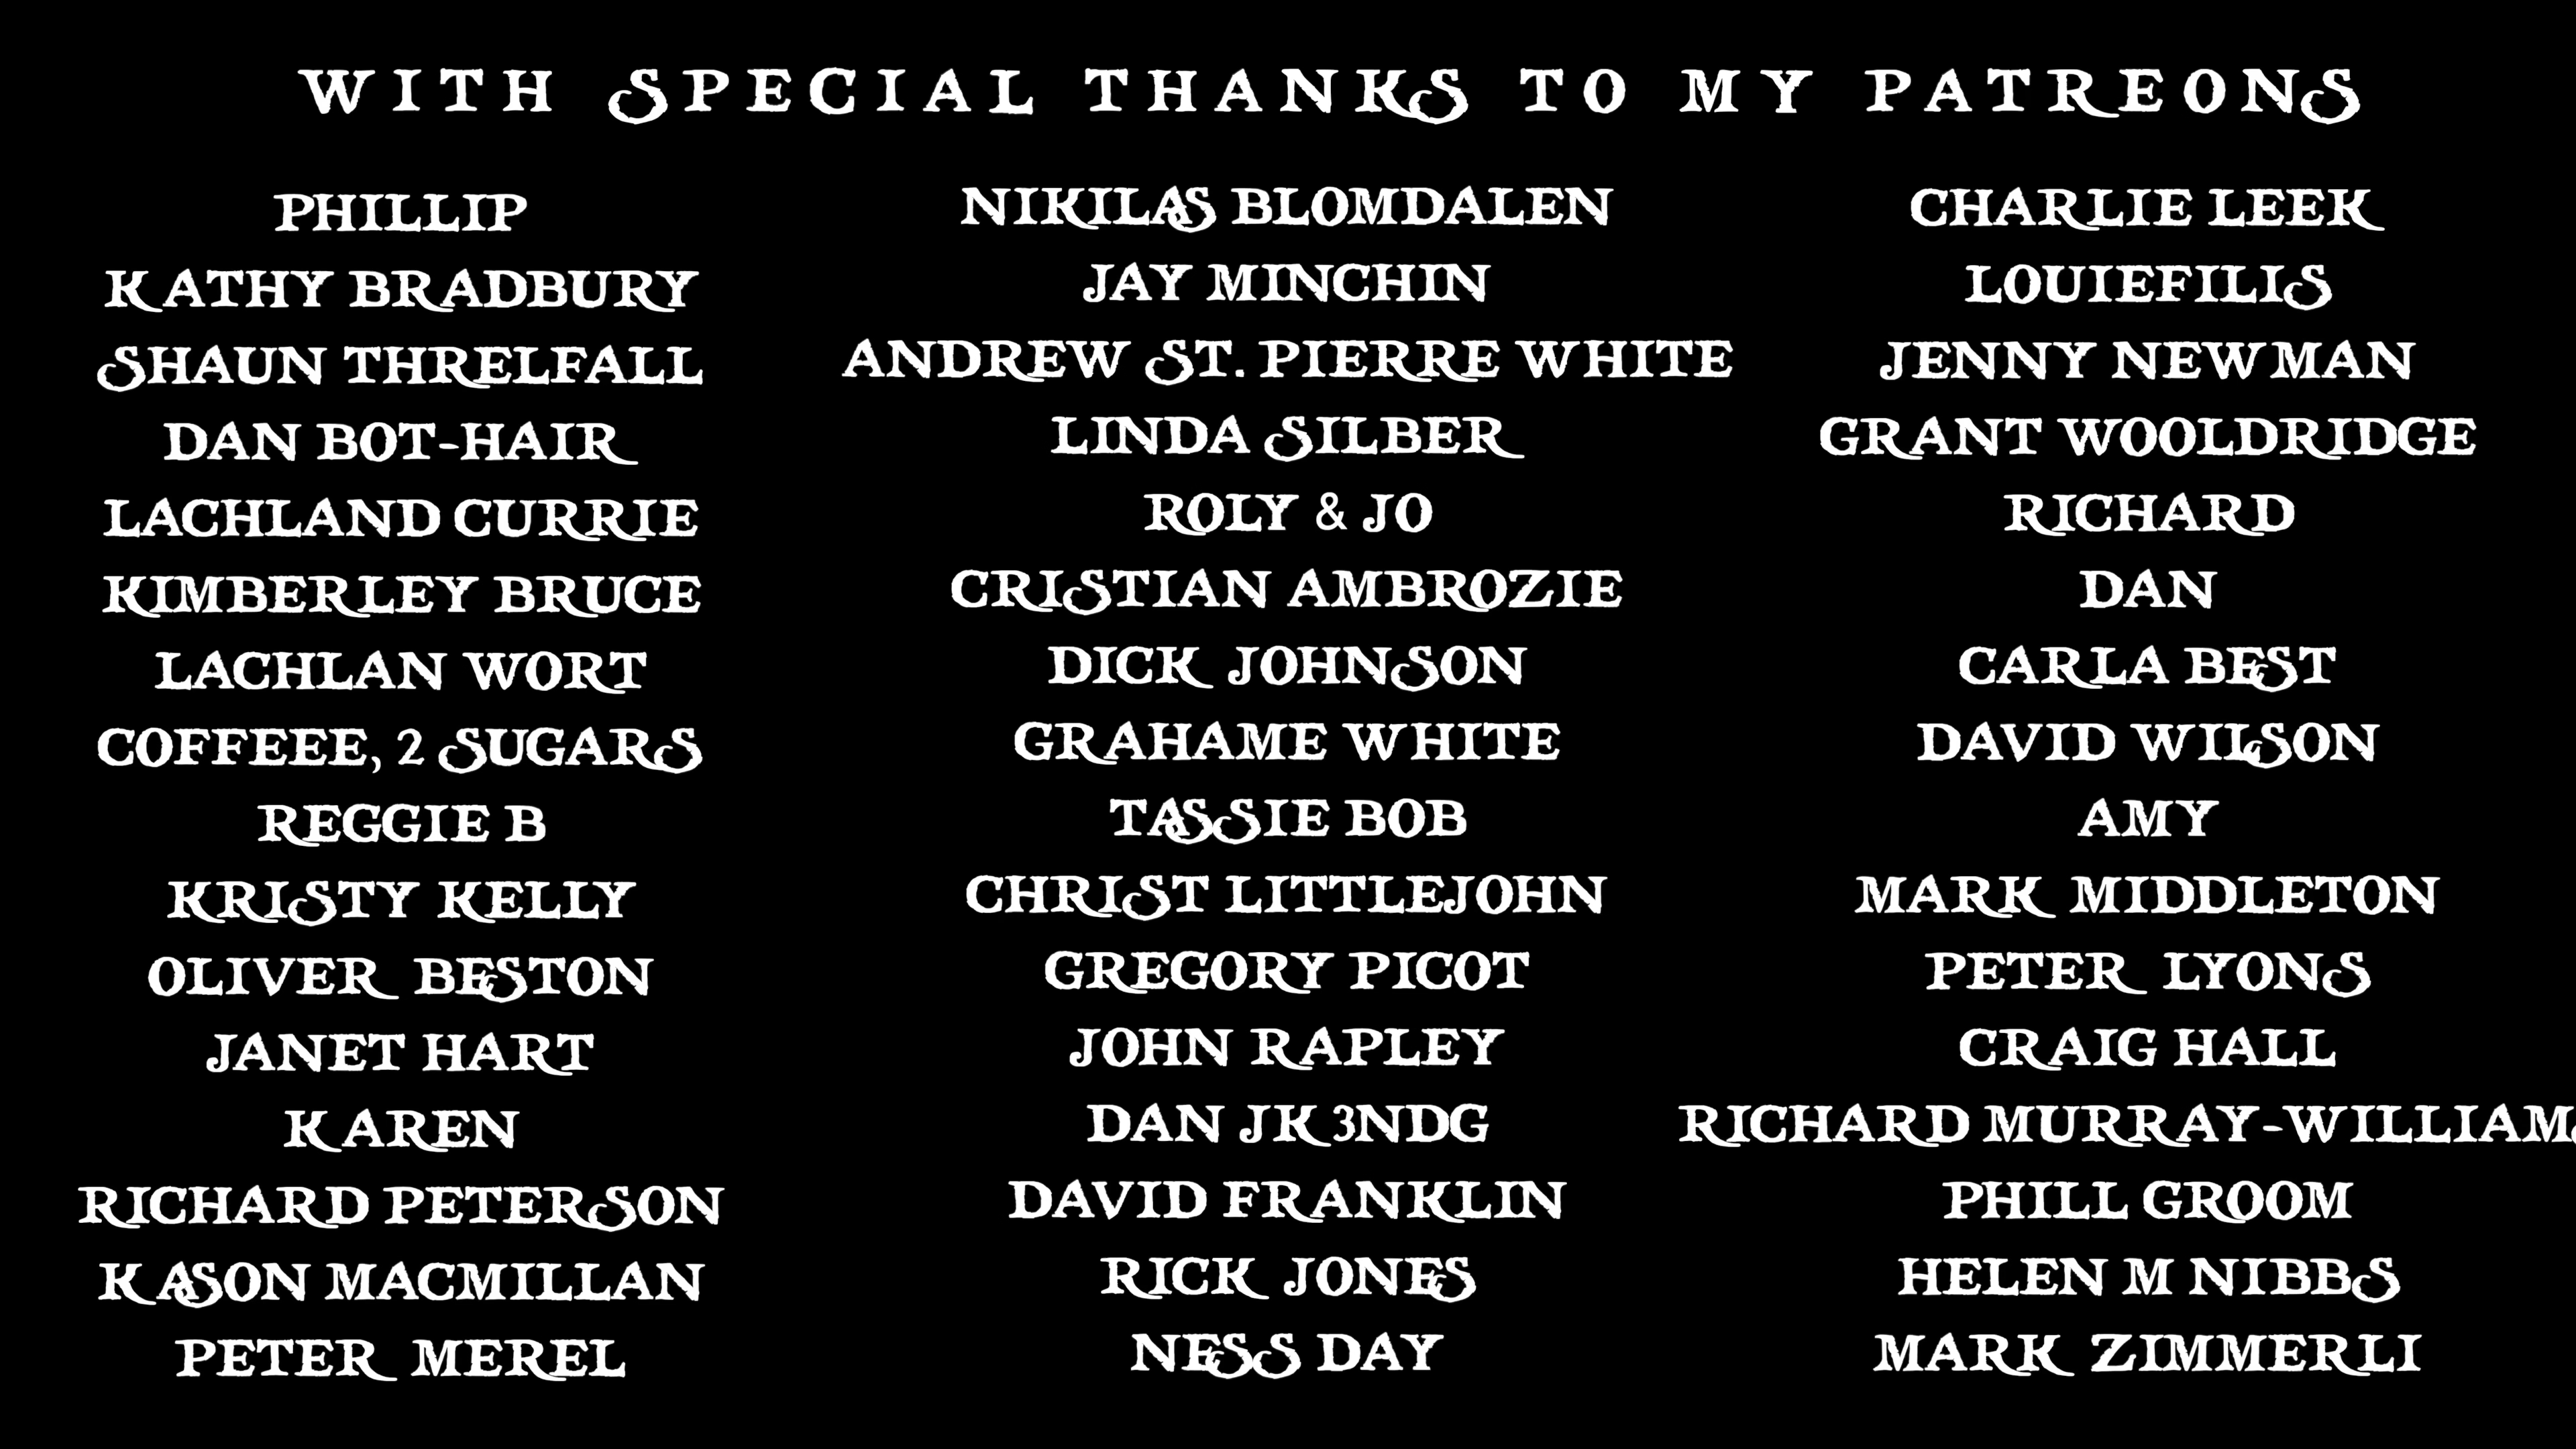 WITH SPECIAL THANKS TO MY PATREONS
PHILLIP
KATHY BRADBURY
SHAUN THRELFALL
DAN BOT-HAIR
LACHLAND CURRIE
KIMBERLEY BRUCE
LACHLAN WORT
COFFEEE, 2 SUGARS
REGGIE B
KRISTY KELLY
OLIVER BESTON
JANET HART
KAREN
RICHARD PETERSON
KASON MACMILLAN
PETER MEREL
NIKILAS BLOMDALEN
JAY MINCHIN
ANDREW ST. PIERRE WHITE
LINDA SILBER
ROLY & JO
CRISTIAN AMBROZIE
DICK JOHNSON
GRAHAME WHITE
TASSIE BOB
CHRIST LITTLEJOHN
GREGORY PICOT
JOHN RAPLEY
DAN JK3NDG
DAVID FRANKLIN
RICK JONES
NESS DAY
CHARLIE LEEK
LOUIEFILIS
JENNY NEWMAN
GRANT WOOLDRIDGE
RICHARD
DAN
CARLA BEST
DAVID WILSON
AMY
MARK MIDDLETON
PETER LYONS
CRAIG HALL
RICHARD MURRAY-WILLIAMS
PHILL GROOM
HELEN M NIBBS
MARK ZIMMERLI